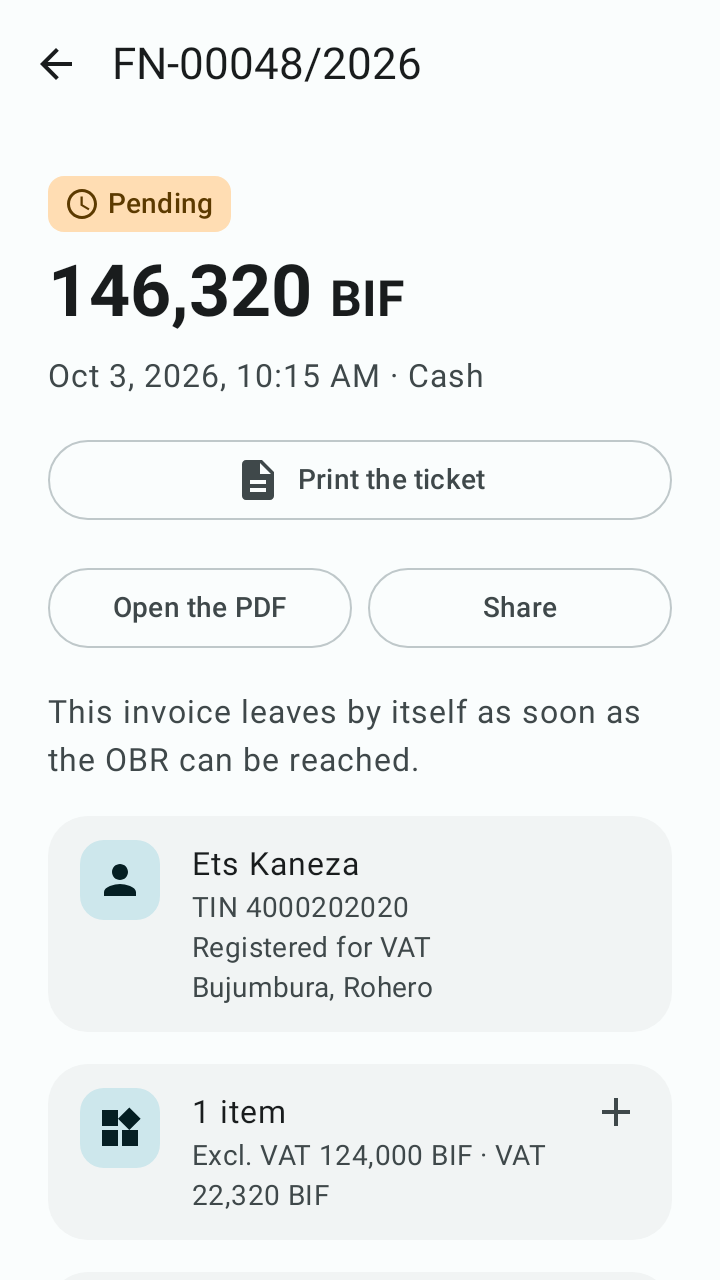 FN-00048/2026
Pending
146,320 BIF
Oct 3, 2026, 10:15 AM · Cash
Print the ticket
Open the PDF
Share
This invoice leaves by itself as soon as
the OBR can be reached.
Ets Kaneza
TIN 4000202020
Registered for VAT
Bujumbura, Rohero
1 item
Excl. VAT 124,000 BIF · VAT
22,320 BIF